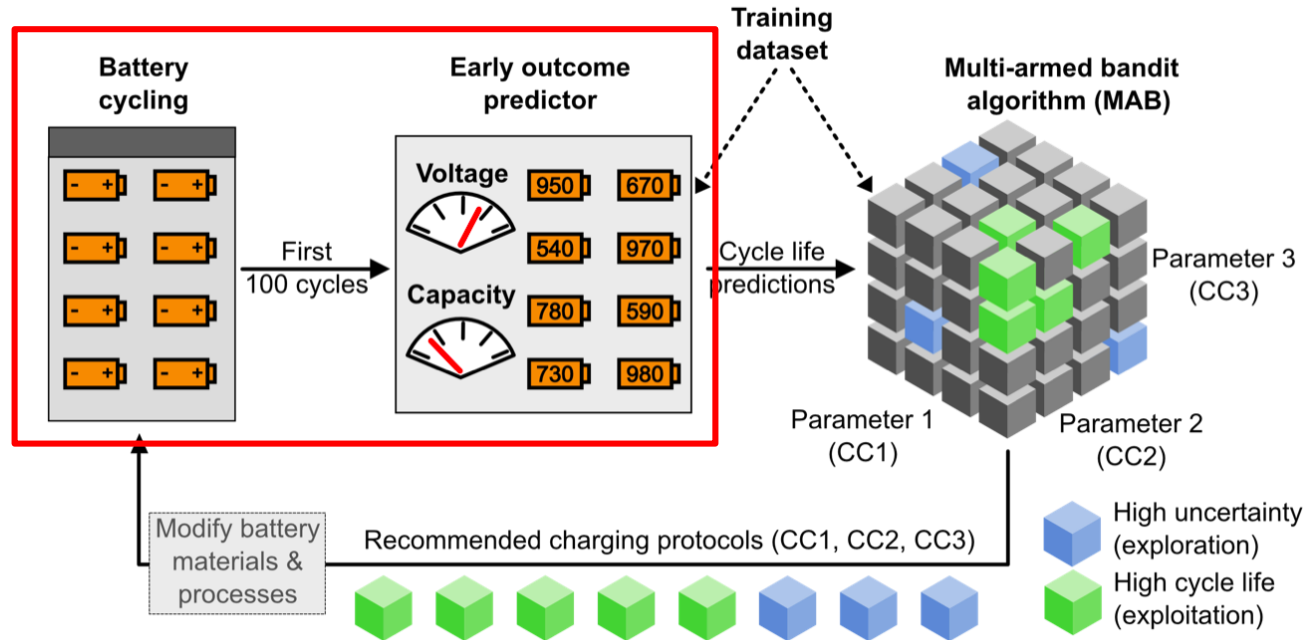 Training
dataset
Battery
cycling
Early outcome
predictor
Multi-armed bandit
algorithm (MAB)
- + - +
- + - +
- + - +
- + - +
First
100 cycles
Voltage
Capacity
950 670
540 970
780 590
730 980
Cycle life
predictions
Parameter 3
(CC3)
Parameter 1
(CC1)
Parameter 2
(CC2)
Modify battery
materials &
processes
Recommended charging protocols (CC1, CC2, CC3)
High uncertainty
(exploration)
High cycle life
(exploitation)